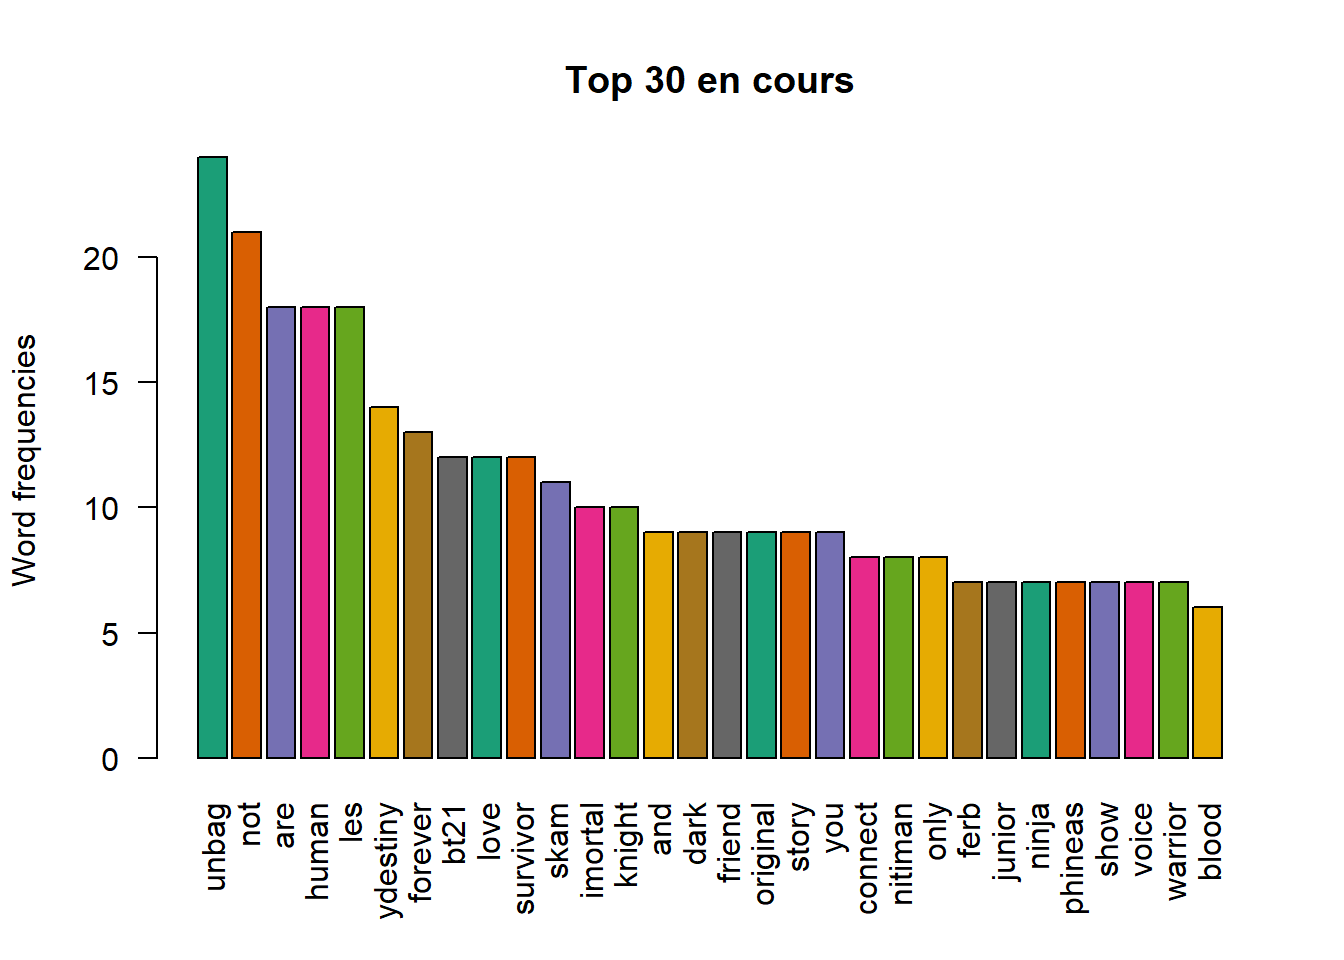 Top 30 en cours
Word frequencies
20
15
10
5
0
unbag
not
are
human
les
ydestiny
forever
bt21
love
survivor
skam
imortal
knight
and
dark
friend
original
story
you
connect
nitiman
only
ferb
junior
ninja
phineas
show
voice
warrior
blood